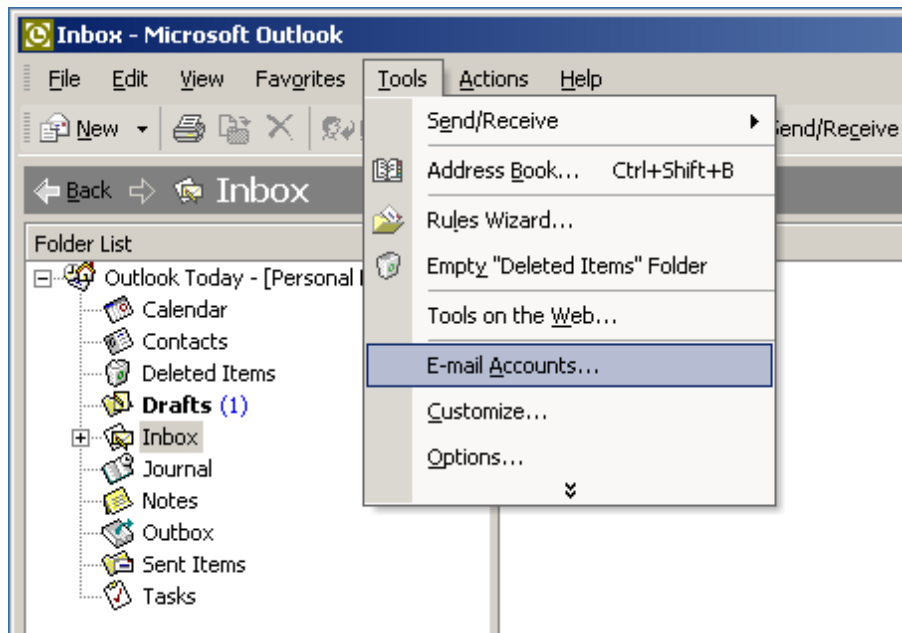 Inbox - Microsoft Outlook
File Edit View Favorites Tools Actions Help
New
Send/Receive
Back
Inbox
Folder List
Outlook Today - [Personal
Calendar
Contacts
Deleted Items
Drafts (1)
Inbox
Journal
Notes
Outbox
Sent Items
Tasks
Send/Receive
Address Book... Ctrl+Shift+B
Rules Wizard...
Empty "Deleted Items" Folder
Tools on the Web...
E-mail Accounts...
Customize...
Options...